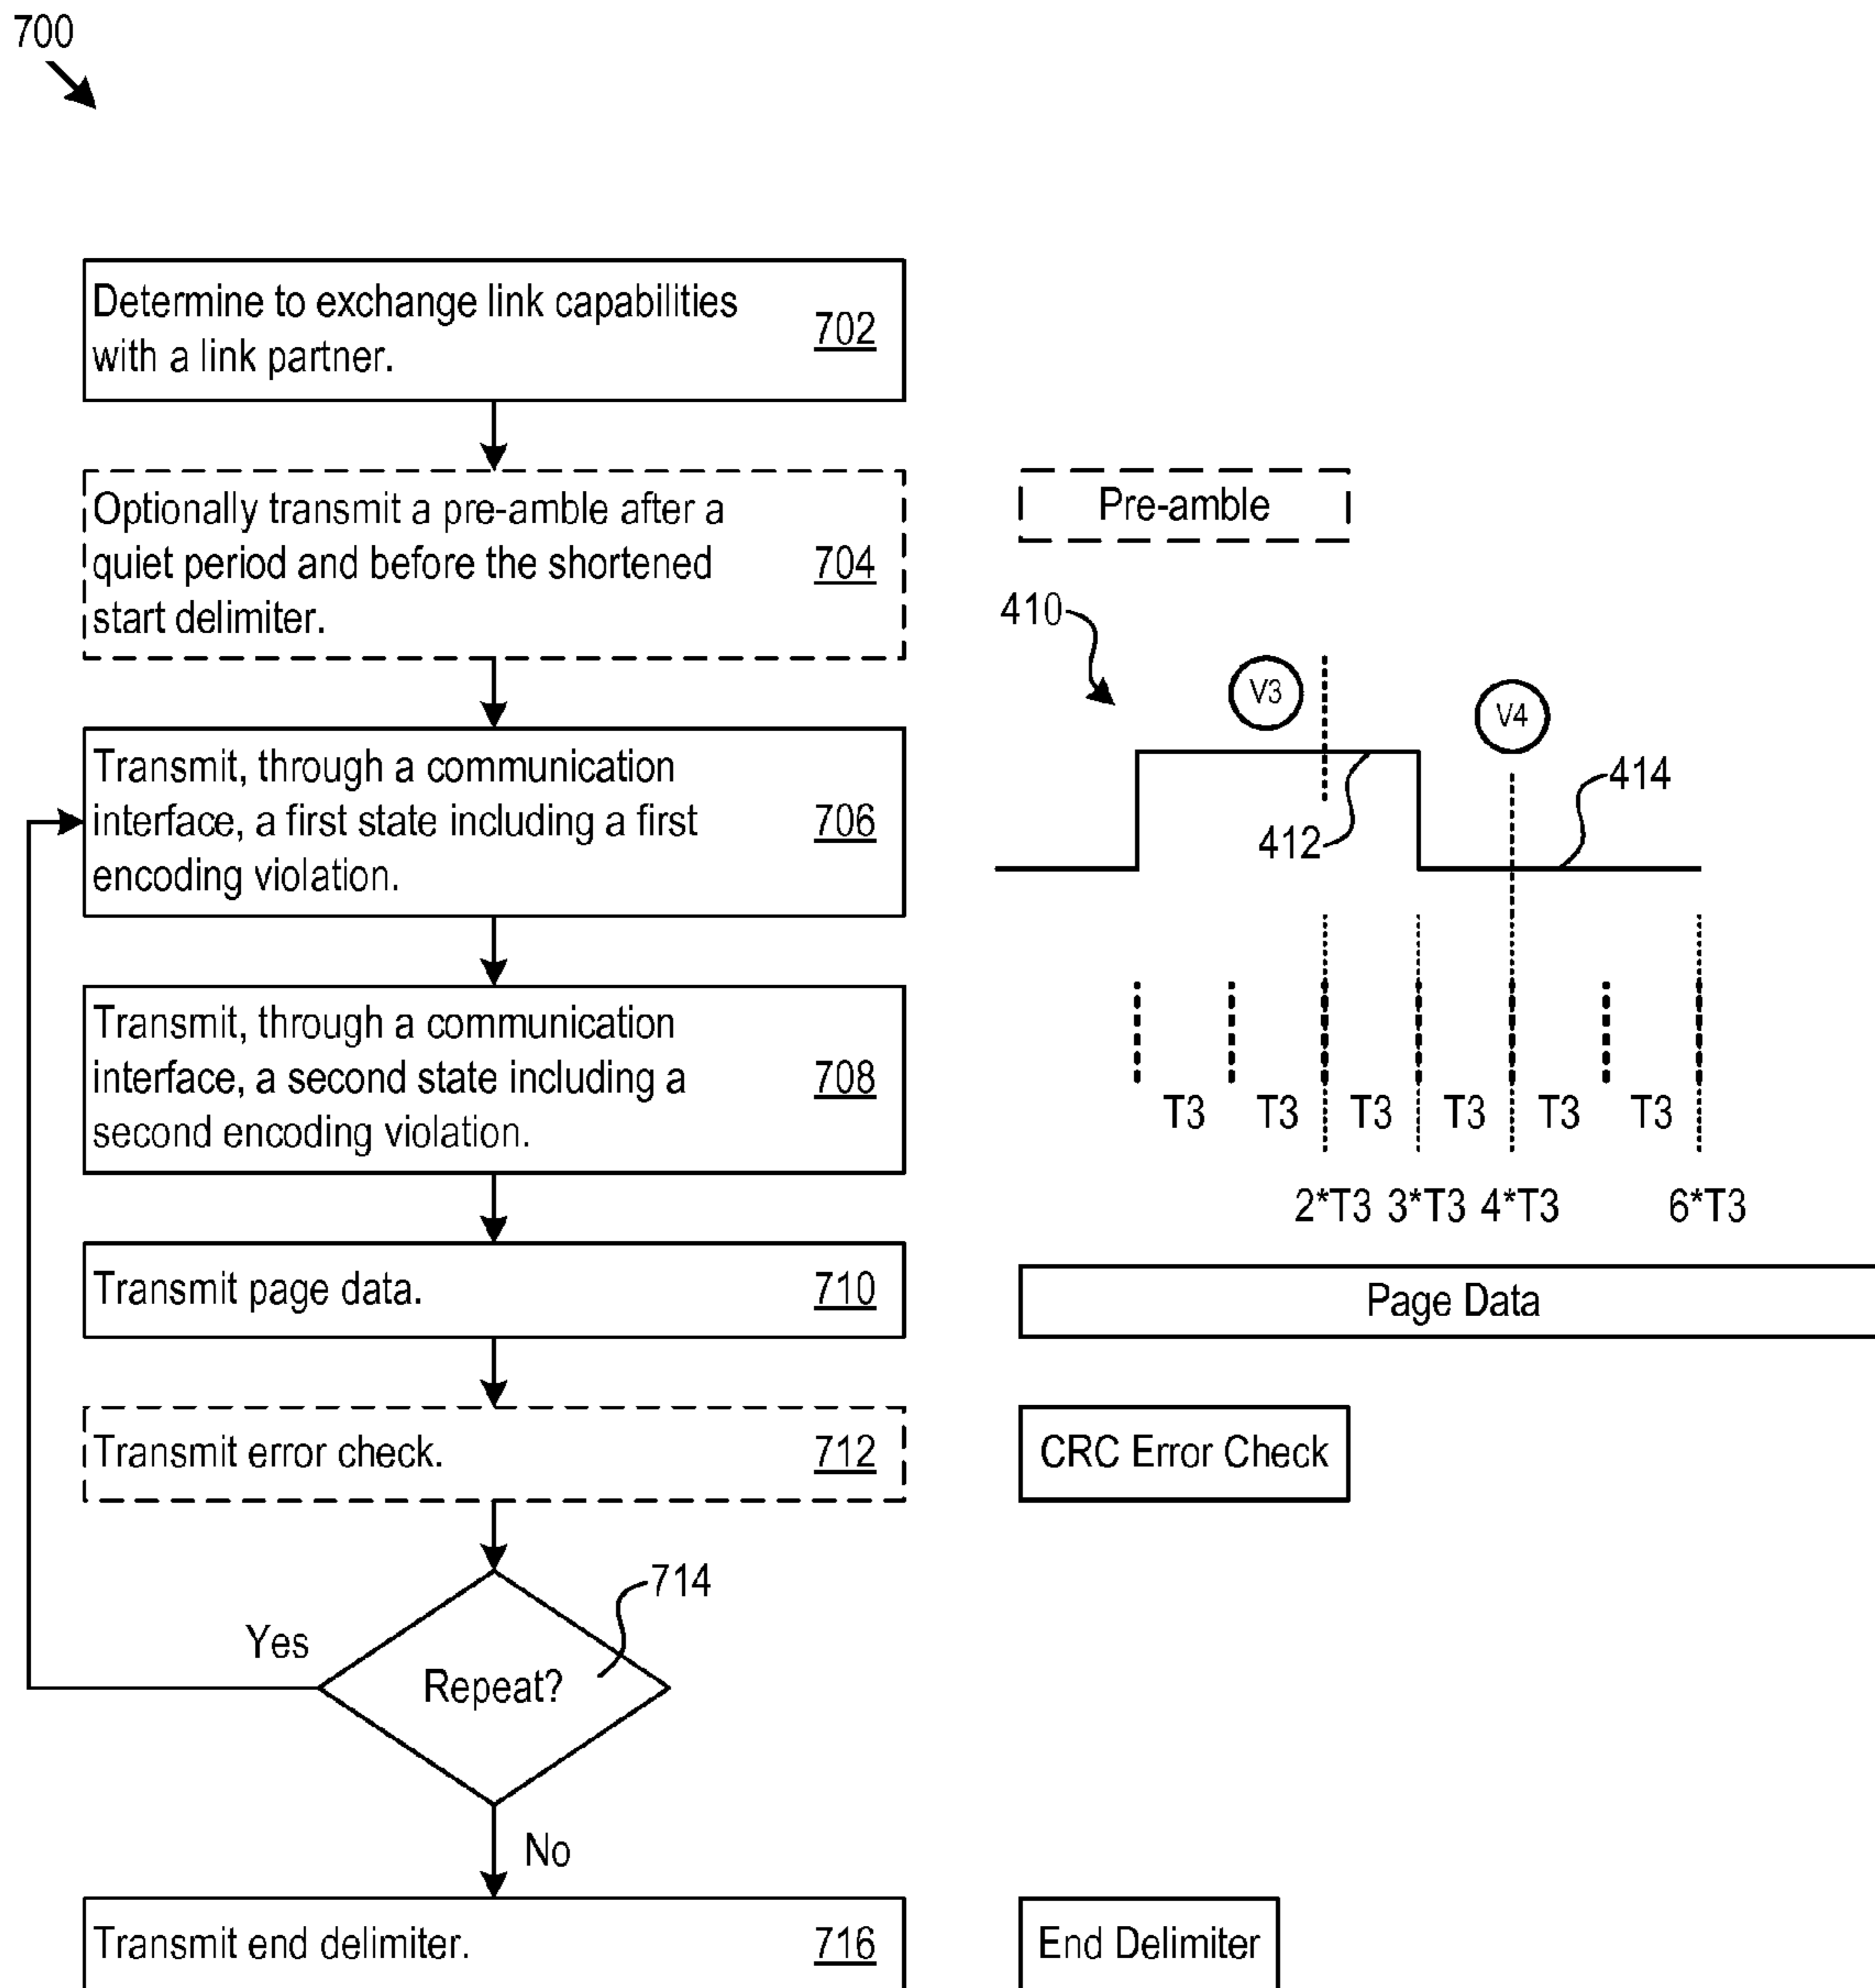 700
Determine to exchange link capabilities
with a link partner.
702
Optionally transmit a pre-amble after a
quiet period and before the shortened
start delimiter.
704
Pre-amble
410
V3
V4
412
414
Transmit, through a communication
interface, a first state including a first
encoding violation.
706
Transmit, through a communication
interface, a second state including a
second encoding violation.
708
T3 T3 T3 T3 T3 T3
2*T3 3*T3 4*T3 6*T3
Transmit page data.
710
Page Data
Transmit error check.
712
CRC Error Check
714
Yes
Repeat?
No
Transmit end delimiter.
716
End Delimiter